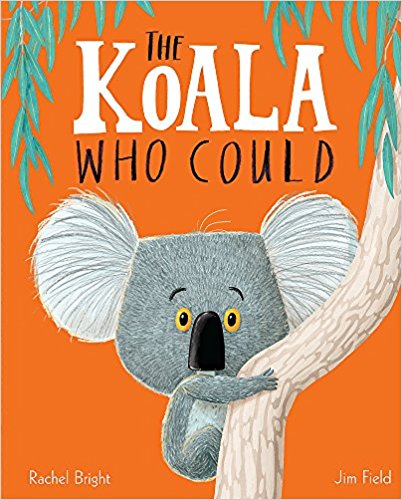 THE
KOALA
WHO COULD
Rachel Bright
Jim Field